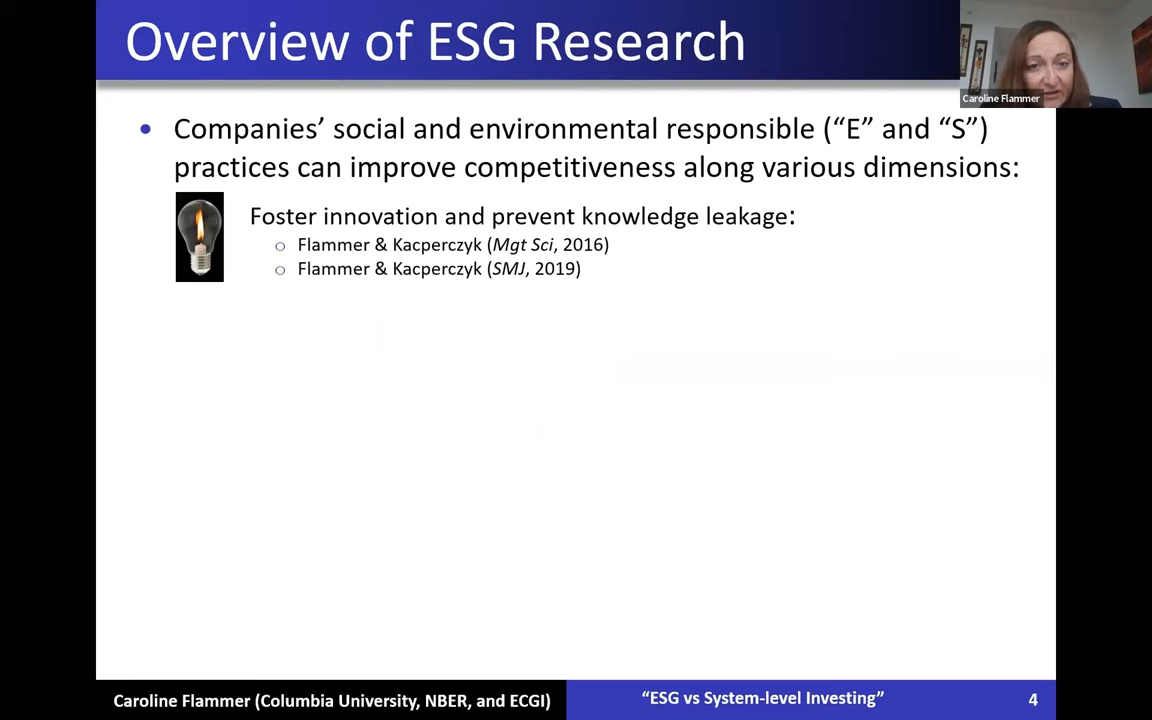 Overview of ESG Research
Caroline Flammer
• Companies’ social and environmental responsible (“E” and “S”)
practices can improve competitiveness along various dimensions:
Foster innovation and prevent knowledge leakage:
○ Flammer & Kacperczyk (Mgt Sci, 2016)
○ Flammer & Kacperczyk (SMJ, 2019)
Caroline Flammer (Columbia University, NBER, and ECGI)
“ESG vs System-level Investing”
4